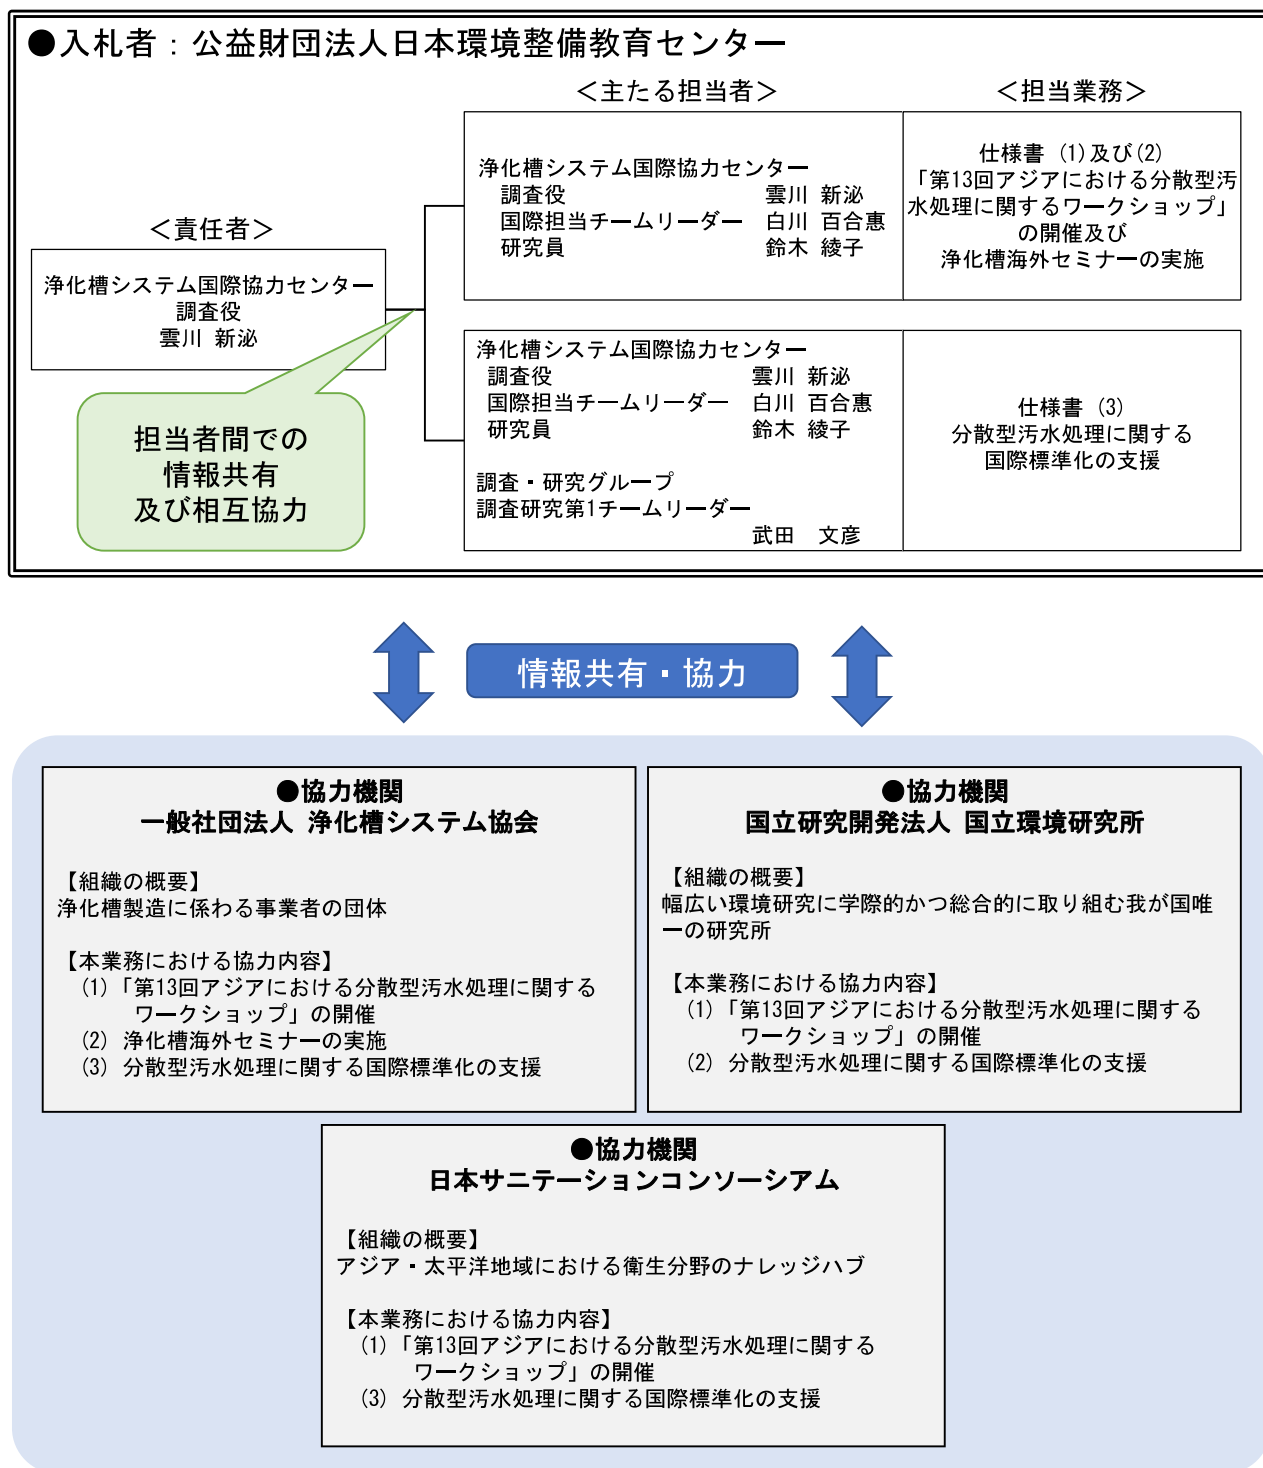 ●入札者：公益財団法人日本環境整備教育センター
＜主たる担当者＞
＜担当業務＞
＜責任者＞
浄化槽システム国際協力センター
調査役
雲川 新泌
浄化槽システム国際協力センター
調査役 雲川 新泌
国際担当チームリーダー 白川 百合惠
研究員 鈴木 綾子
仕様書 (1)及び(2)
「第13回アジアにおける分散型汚
水処理に関するワークショップ」
の開催及び
浄化槽海外セミナーの実施
浄化槽システム国際協力センター
調査役 雲川 新泌
国際担当チームリーダー 白川 百合惠
研究員 鈴木 綾子
調査・研究グループ
調査研究第1チームリーダー
武田 文彦
仕様書 (3)
分散型汚水処理に関する
国際標準化の支援
担当者間での
情報共有
及び相互協力
情報共有・協力
●協力機関
一般社団法人 浄化槽システム協会
【組織の概要】
浄化槽製造に係わる事業者の団体
【本業務における協力内容】
(1)「第13回アジアにおける分散型汚水処理に関する
ワークショップ」の開催
(2) 浄化槽海外セミナーの実施
(3) 分散型汚水処理に関する国際標準化の支援
●協力機関
国立研究開発法人 国立環境研究所
【組織の概要】
幅広い環境研究に学際的かつ総合的に取り組む我が国唯
一の研究所
【本業務における協力内容】
(1)「第13回アジアにおける分散型汚水処理に関する
ワークショップ」の開催
(2) 分散型汚水処理に関する国際標準化の支援
●協力機関
日本サニテーションコンソーシアム
【組織の概要】
アジア・太平洋地域における衛生分野のナレッジハブ
【本業務における協力内容】
(1)「第13回アジアにおける分散型汚水処理に関する
ワークショップ」の開催
(3) 分散型汚水処理に関する国際標準化の支援